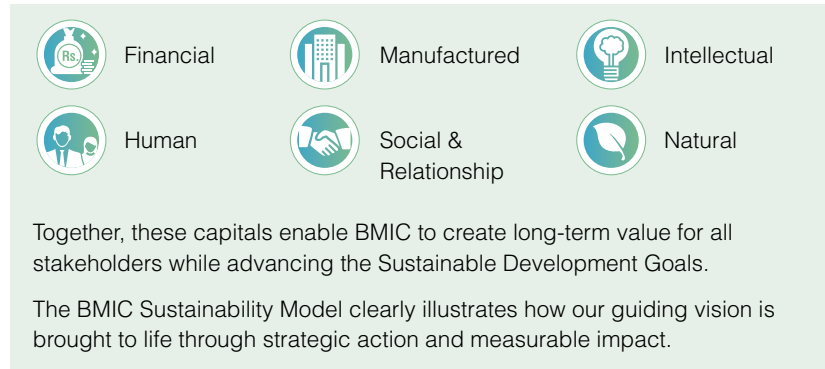 Rs.
Financial
Manufactured
Intellectual
Human
Social &
Relationship
Natural
Together, these capitals enable BMIC to create long-term value for all
stakeholders while advancing the Sustainable Development Goals.
The BMIC Sustainability Model clearly illustrates how our guiding vision is
brought to life through strategic action and measurable impact.